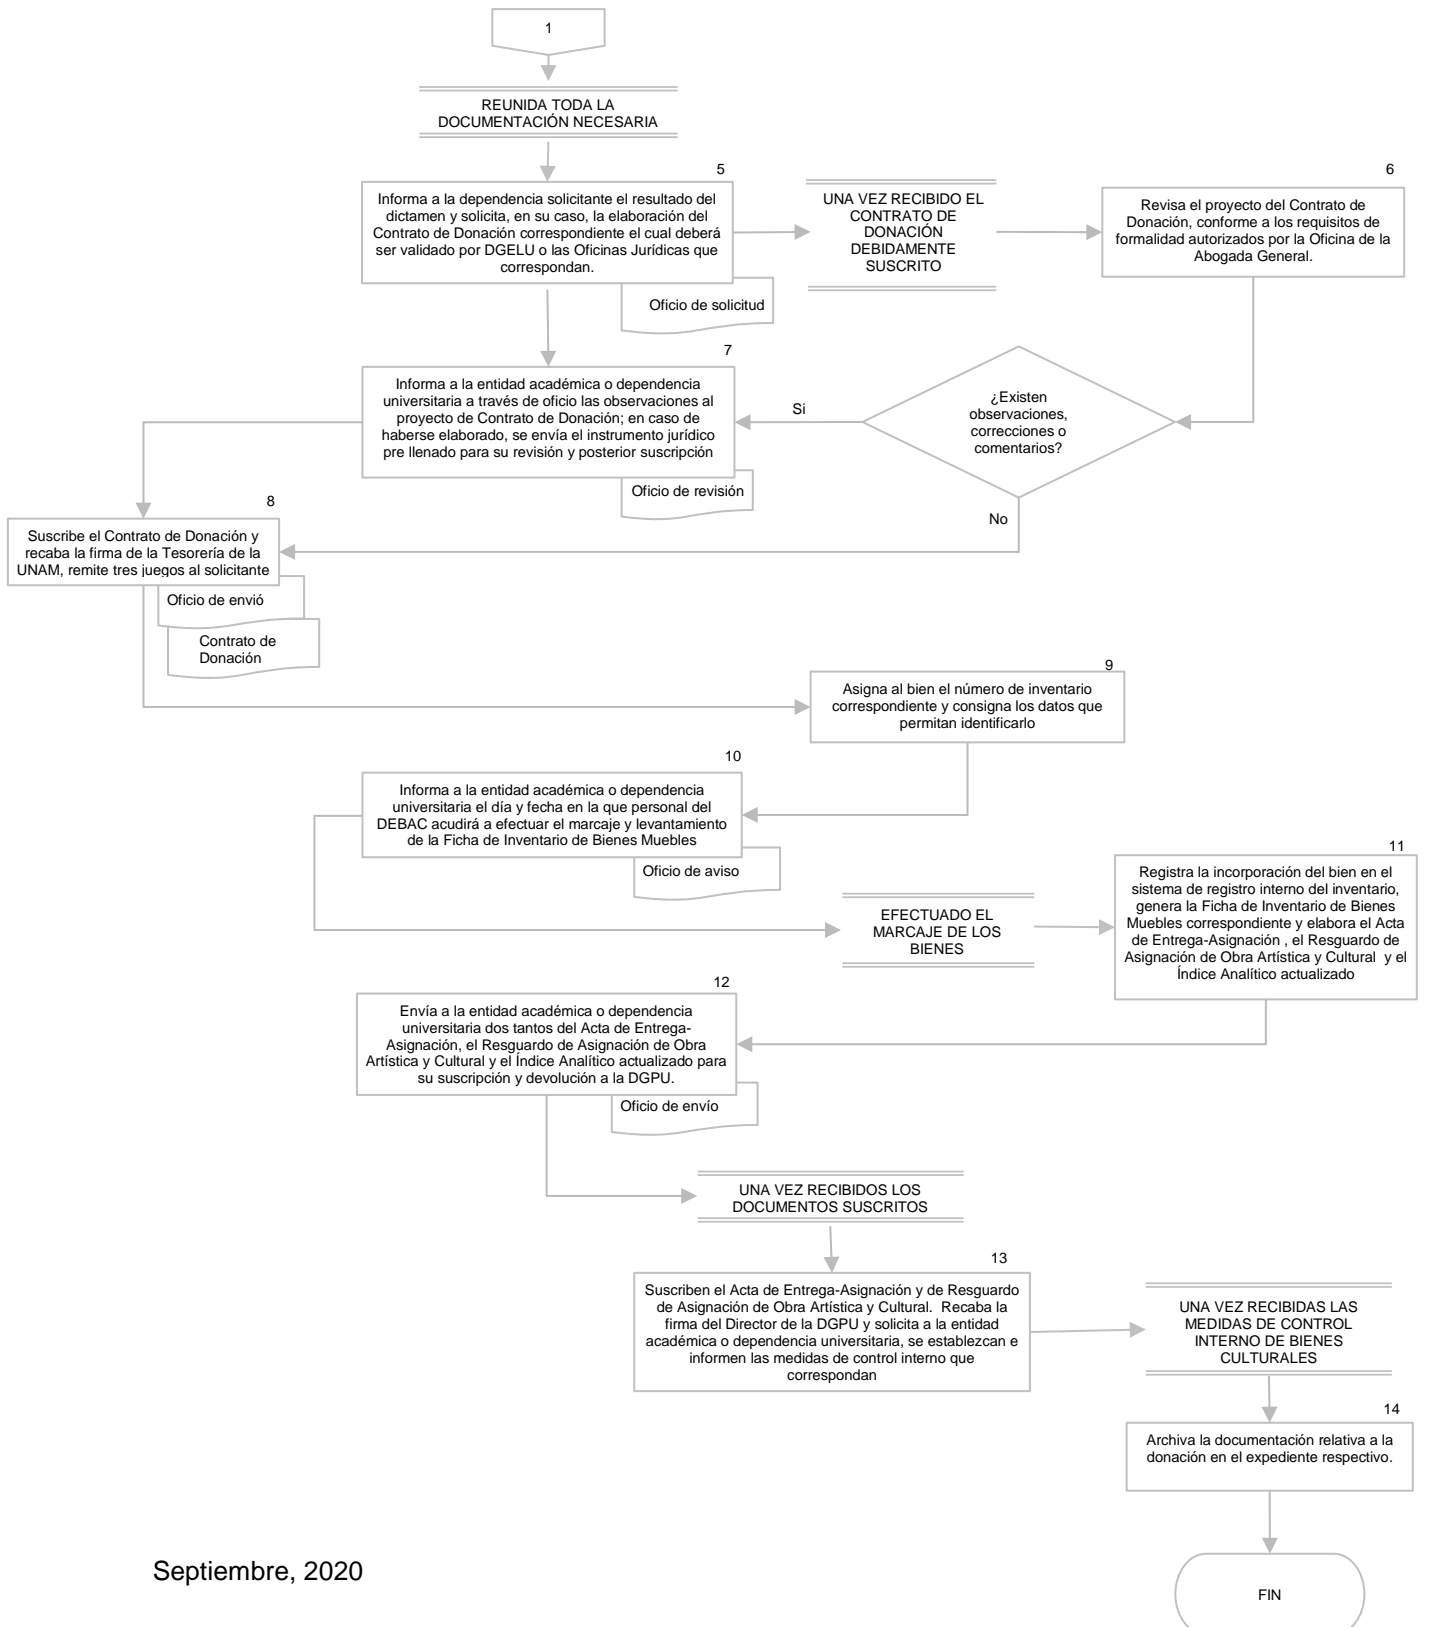 1
REUNIDA TODA LA
DOCUMENTACIÓN NECESARIA
5
Informa a la dependencia solicitante el resultado del
dictamen y solicita, en su caso, la elaboración del
Contrato de Donación correspondiente el cual deberá
ser validado por DGELU o las Oficinas Jurídicas que
correspondan.
Oficio de solicitud
UNA VEZ RECIBIDO EL
CONTRATO DE
DONACIÓN
DEBIDAMENTE
SUSCRITO
6
Revisa el proyecto del Contrato de
Donación, conforme a los requisitos de
formalidad autorizados por la Oficina de la
Abogada General.
7
Informa a la entidad académica o dependencia
universitaria a través de oficio las observaciones al
proyecto de Contrato de Donación; en caso de
haberse elaborado, se envía el instrumento jurídico
pre llenado para su revisión y posterior suscripción
Oficio de revisión
Si
¿Existen
observaciones,
correcciones o
comentarios?
No
8
Suscribe el Contrato de Donación y
recaba la firma de la Tesorería de la
UNAM, remite tres juegos al solicitante
Oficio de envió
Contrato de
Donación
9
Asigna al bien el número de inventario
correspondiente y consigna los datos que
permitan identificarlo
10
Informa a la entidad académica o dependencia
universitaria el día y fecha en la que personal del
DEBAC acudirá a efectuar el marcaje y levantamiento
de la Ficha de Inventario de Bienes Muebles
Oficio de aviso
EFECTUADO EL
MARCAJE DE LOS
BIENES
11
Registra la incorporación del bien en el
sistema de registro interno del inventario,
genera la Ficha de Inventario de Bienes
Muebles correspondiente y elabora el Acta
de Entrega-Asignación , el Resguardo de
Asignación de Obra Artística y Cultural  y el
Índice Analítico actualizado
12
Envía a la entidad académica o dependencia
universitaria dos tantos del Acta de Entrega-
Asignación, el Resguardo de Asignación de Obra
Artística y Cultural y el Índice Analítico actualizado para
su suscripción y devolución a la DGPU.
Oficio de envío
UNA VEZ RECIBIDOS LOS
DOCUMENTOS SUSCRITOS
13
Suscriben el Acta de Entrega-Asignación y de Resguardo
de Asignación de Obra Artística y Cultural.  Recaba la
firma del Director de la DGPU y solicita a la entidad
académica o dependencia universitaria, se establezcan e
informen las medidas de control interno que
correspondan
UNA VEZ RECIBIDAS LAS
MEDIDAS DE CONTROL
INTERNO DE BIENES
CULTURALES
14
Archiva la documentación relativa a la
donación en el expediente respectivo.
FIN
Septiembre, 2020